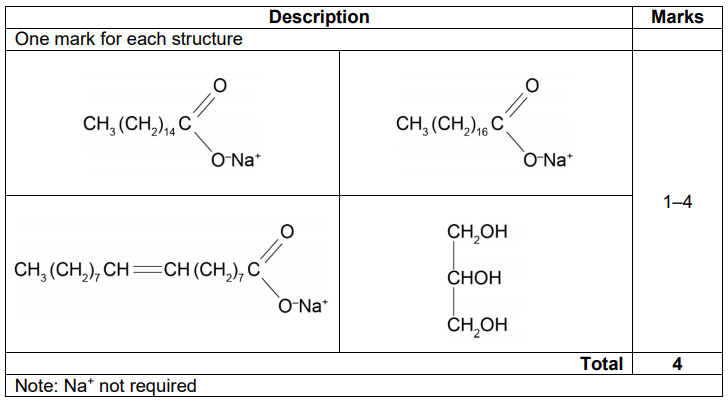 Description Marks
One mark for each structure
O
CH₃(CH₂)₁₄C
O⁻Na⁺
O
CH₃(CH₂)₁₆C
O⁻Na⁺
1–4
O
CH₃(CH₂)₇CH=CH(CH₂)₇C
O⁻Na⁺
CH₂OH
CHOH
CH₂OH
Total 4
Note: Na⁺ not required